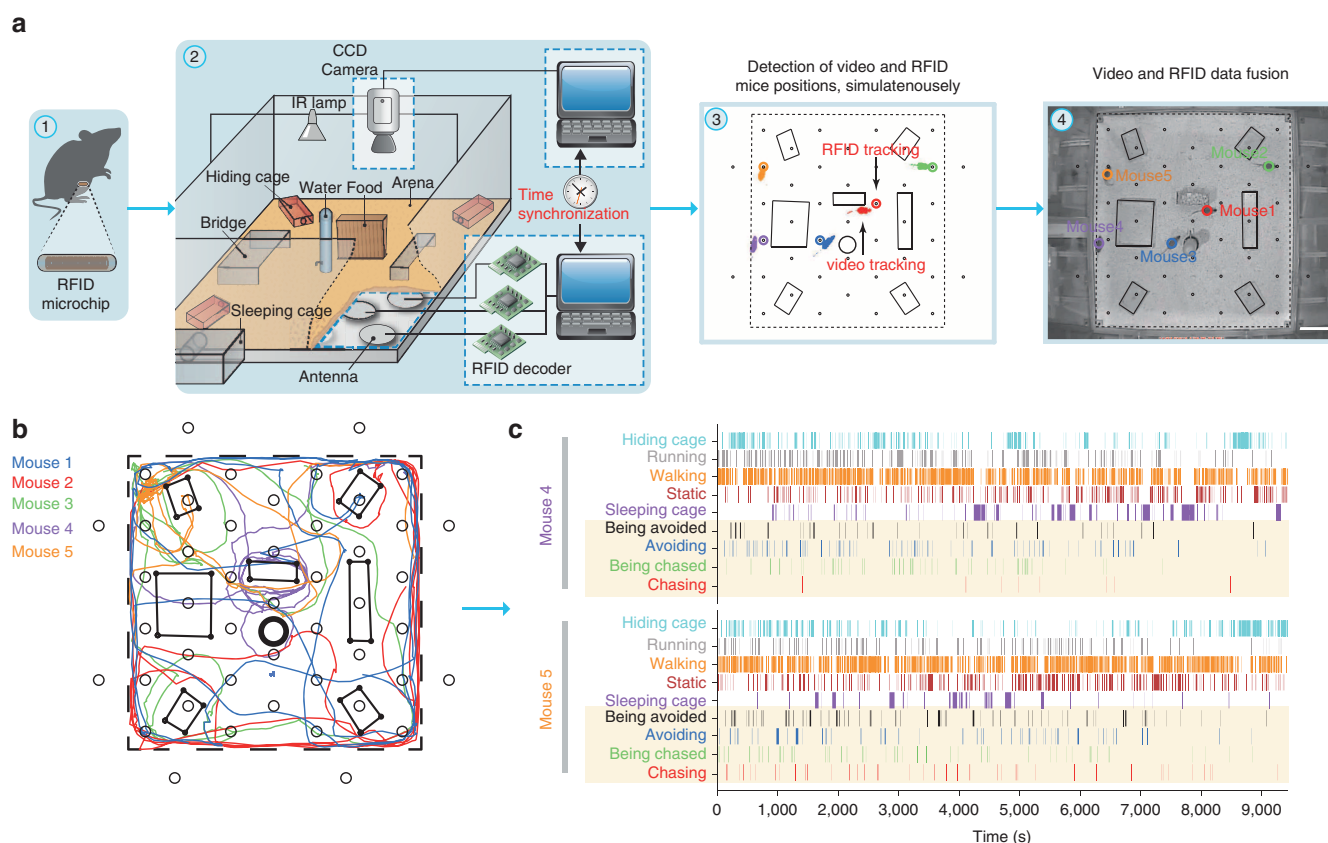 a
1
RFID
microchip
2
CCD
Camera
IR lamp
Hiding cage
Water Food
Arena
Bridge
Time
synchronization
Sleeping cage
Antenna
RFID decoder
Detection of video and RFID
mice positions, simulatenousely
3
RFID tracking
video tracking
Video and RFID data fusion
4
Mouse2
Mouse5
Mouse1
Mouse4
Mouse3
b
Mouse 1
Mouse 2
Mouse 3
Mouse 4
Mouse 5
c
Mouse 4
Hiding cage
Running
Walking
Static
Sleeping cage
Being avoided
Avoiding
Being chased
Chasing
Mouse 5
Hiding cage
Running
Walking
Static
Sleeping cage
Being avoided
Avoiding
Being chased
Chasing
0 1,000 2,000 3,000 4,000 5,000 6,000 7,000 8,000 9,000
Time (s)